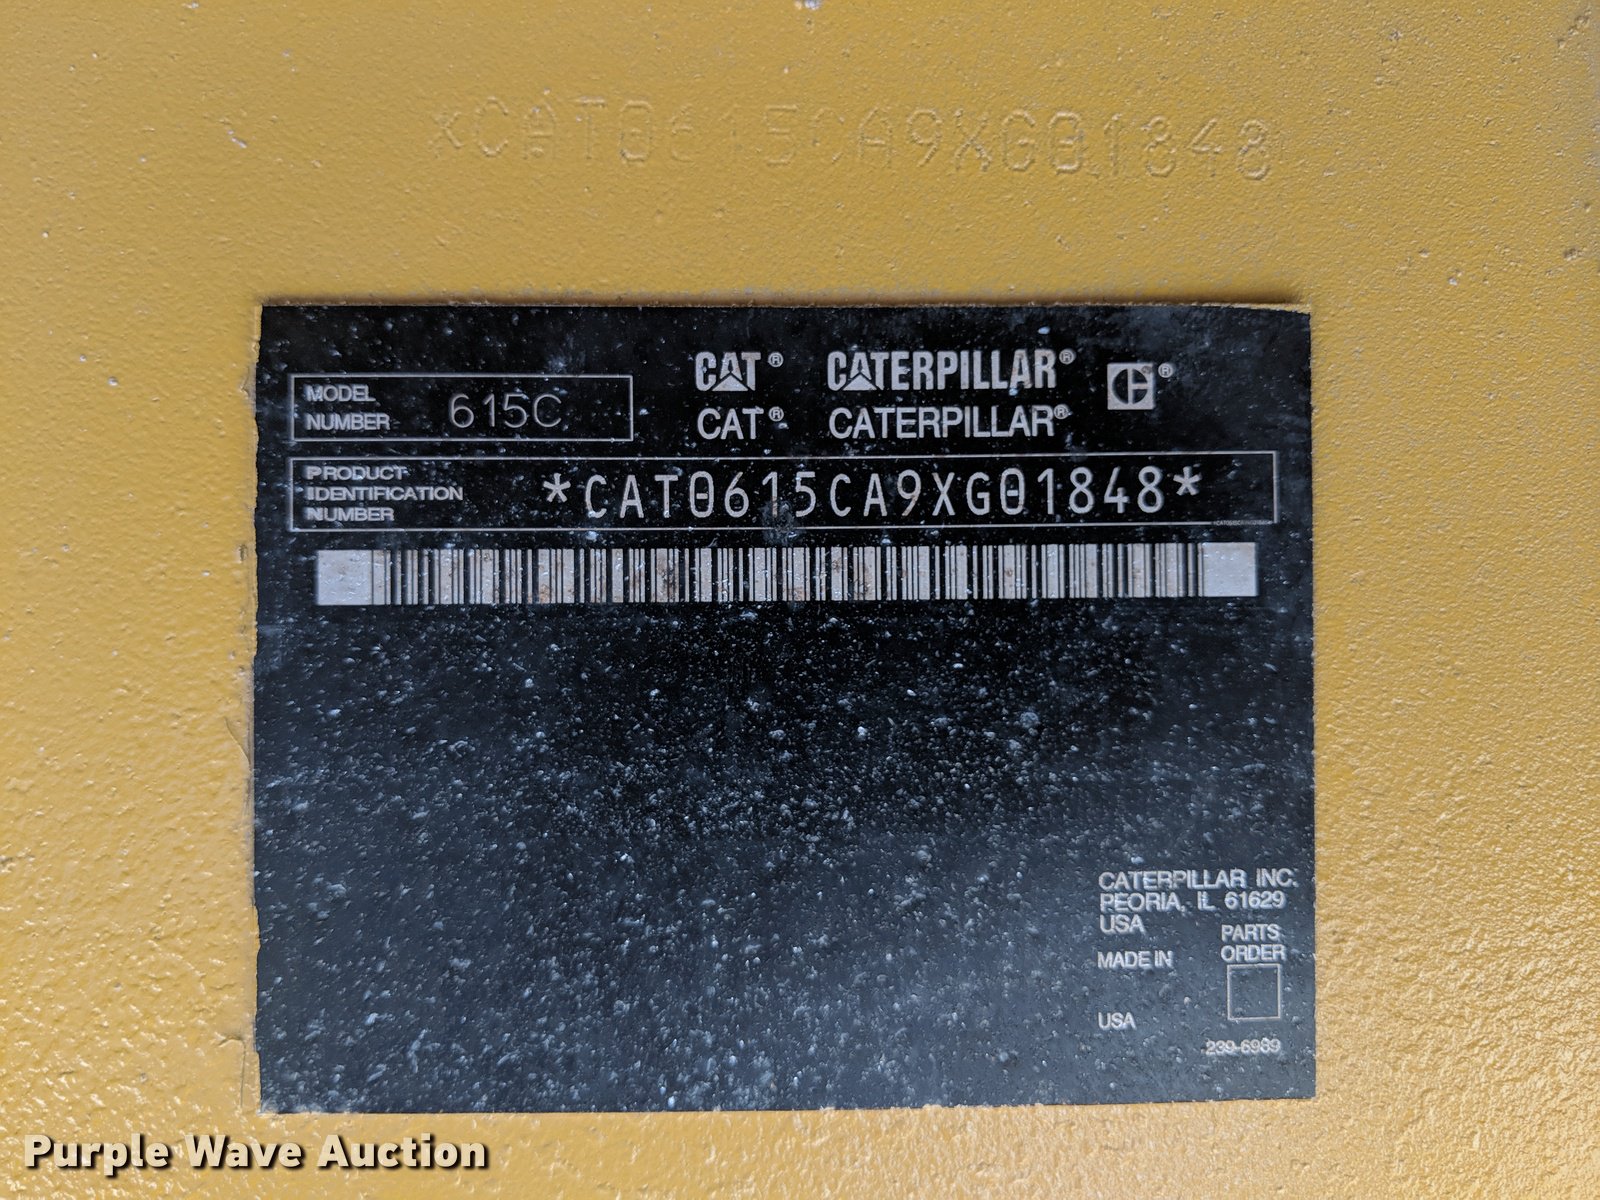 *CAT0615CA9XG01848
CAT® CATERPILLAR® ®
CAT® CATERPILLAR®
MODEL
NUMBER 615C
PRODUCT
IDENTIFICATION
NUMBER
*CAT0615CA9XG01848*
CATERPILLAR INC.
PEORIA, IL 61629
USA
PARTS
ORDER
MADE IN
USA
239-6989
Purple Wave Auction